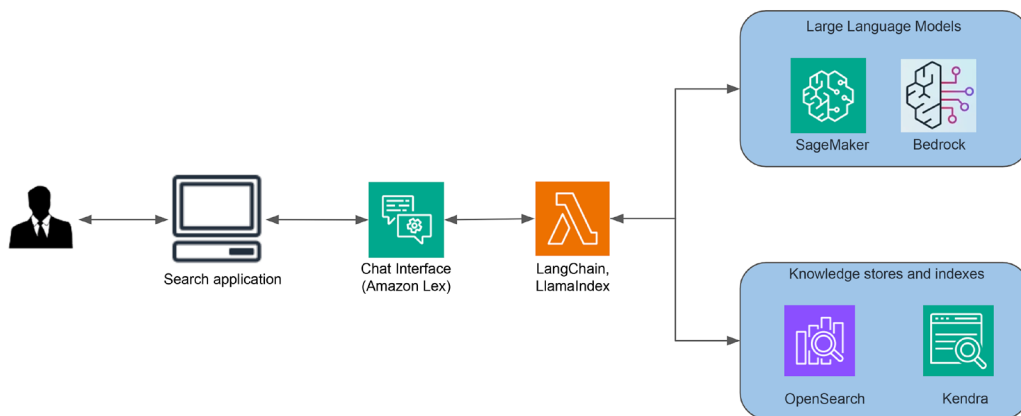 Large Language Models
SageMaker
Bedrock
Search application
Chat Interface
(Amazon Lex)
LangChain,
LlamaIndex
Knowledge stores and indexes
OpenSearch
Kendra